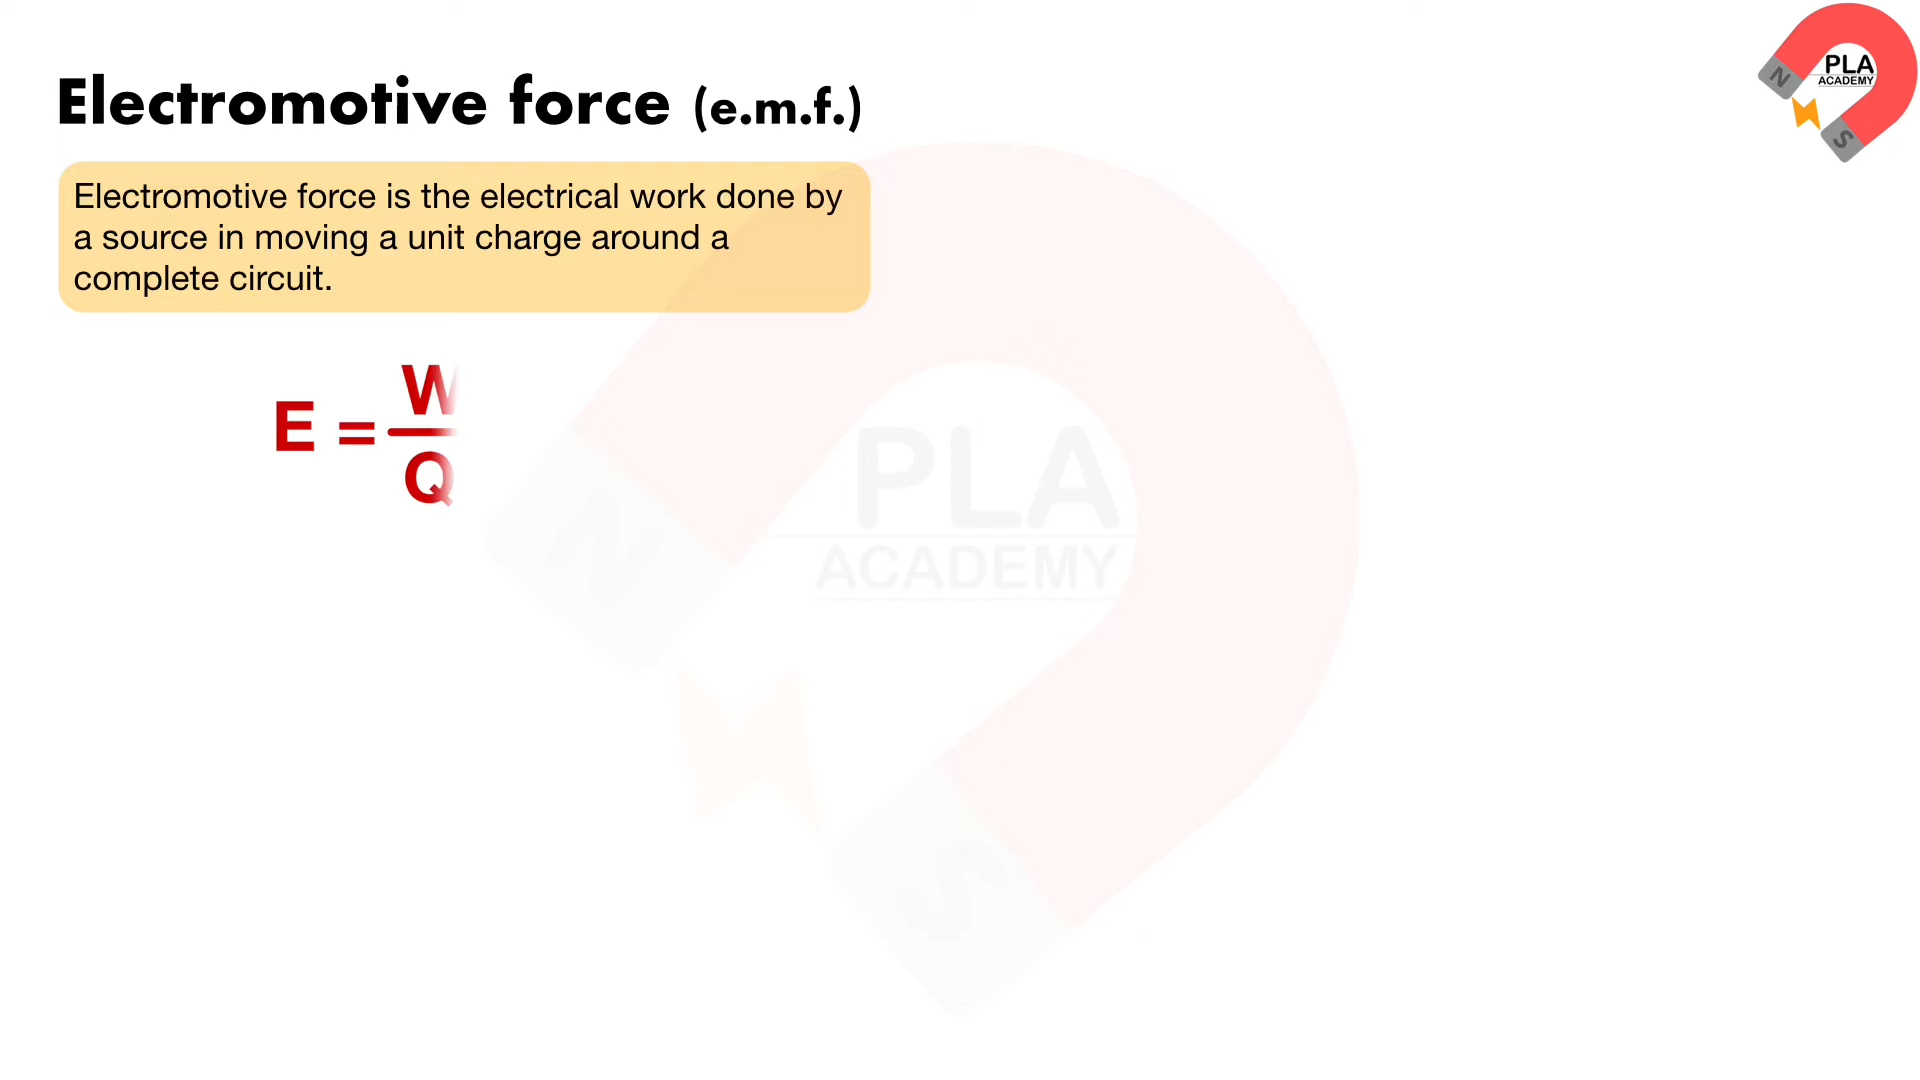 Electromotive force (e.m.f.)
Electromotive force is the electrical work done by
a source in moving a unit charge around a
complete circuit.
E = W
Q
PLA
ACADEMY
N
S
PLA
ACADEMY
N
S